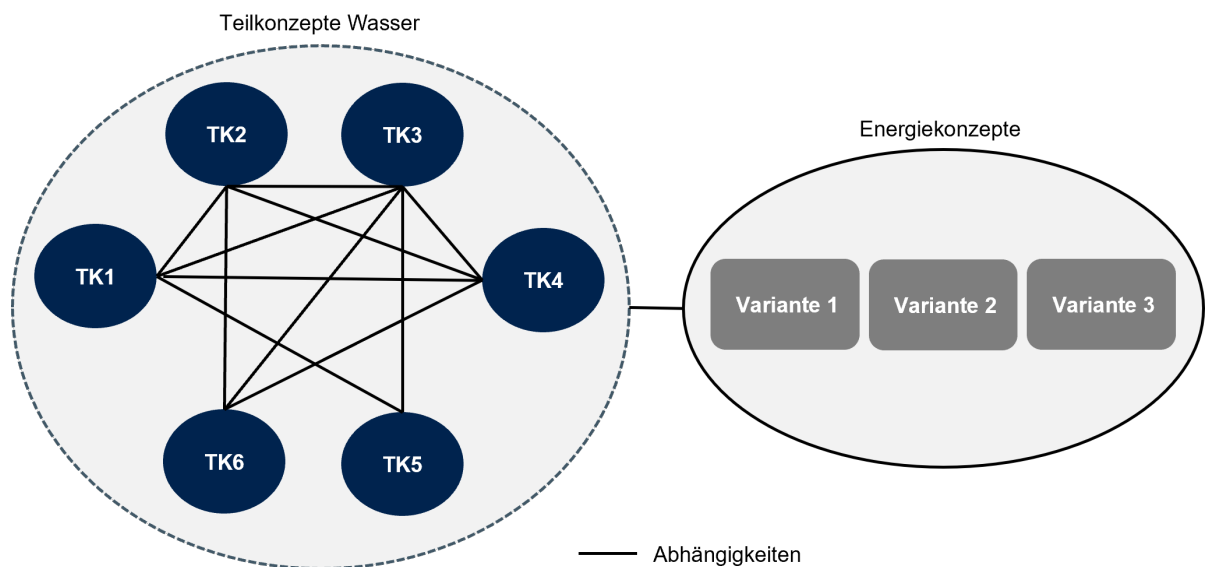 Teilkonzepte Wasser
TK2
TK3
Energiekonzepte
TK1
TK4
Variante 1
Variante 2
Variante 3
TK6
TK5
Abhängigkeiten